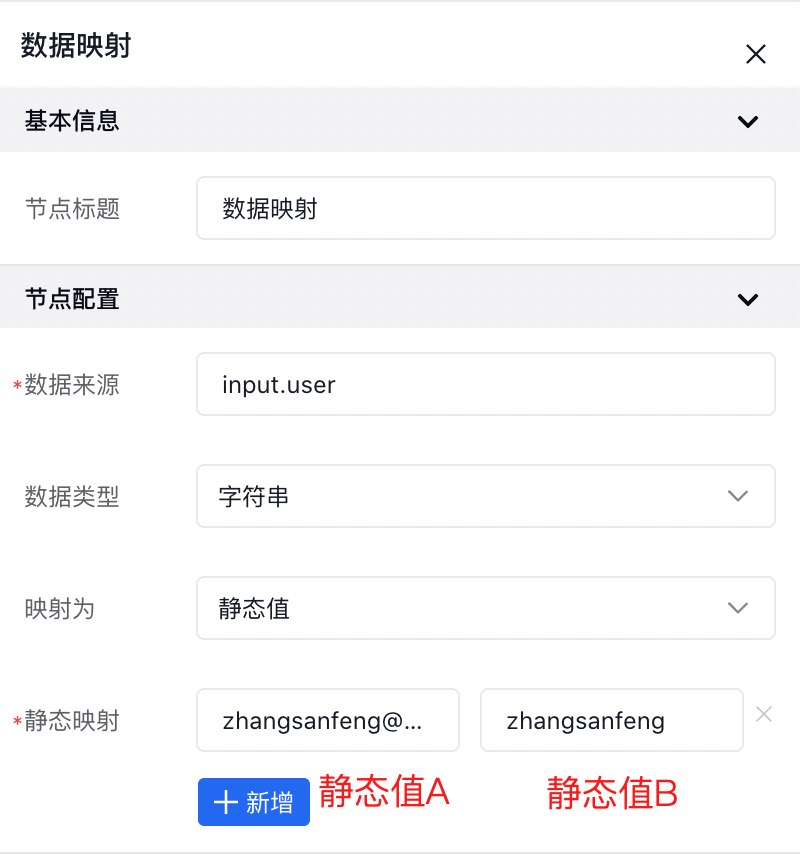 数据映射
基本信息
节点标题 数据映射
节点配置
*数据来源 input.user
数据类型 字符串
映射为 静态值
*静态映射 zhangsanfeng@... zhangsanfeng
新增 静态值A 静态值B